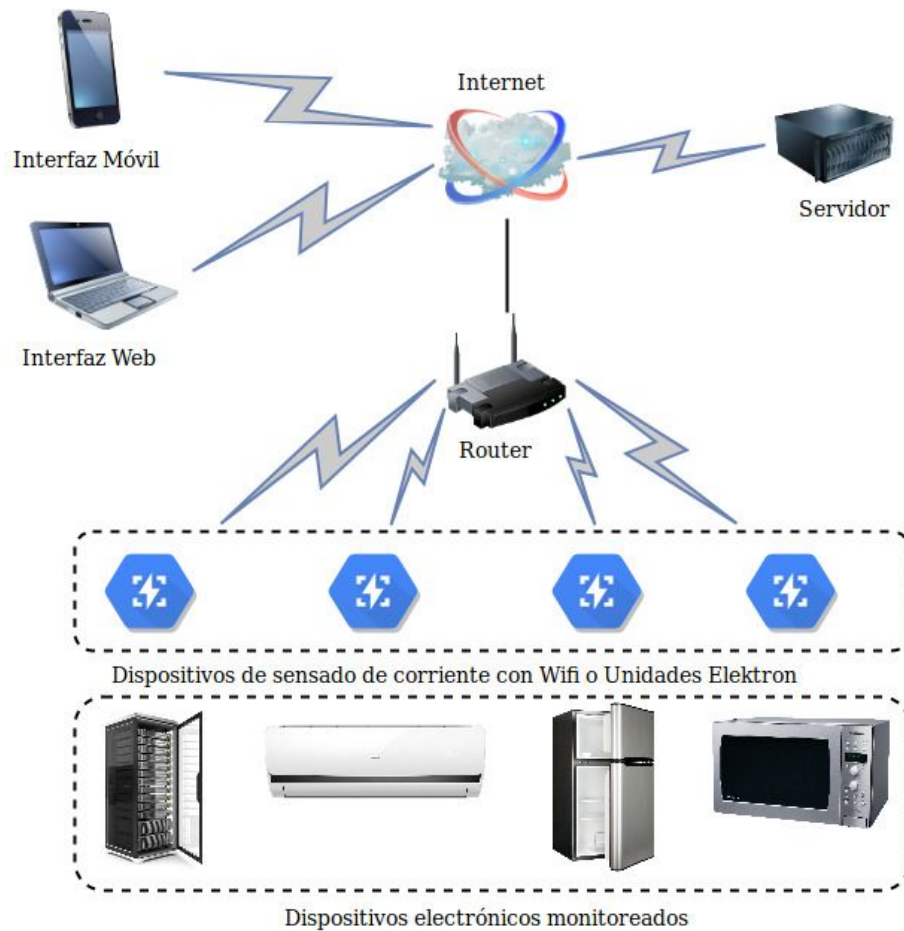 Internet
Interfaz Móvil
Servidor
Interfaz Web
Router
Dispositivos de sensado de corriente con Wifi o Unidades Elektron
Dispositivos electrónicos monitoreados